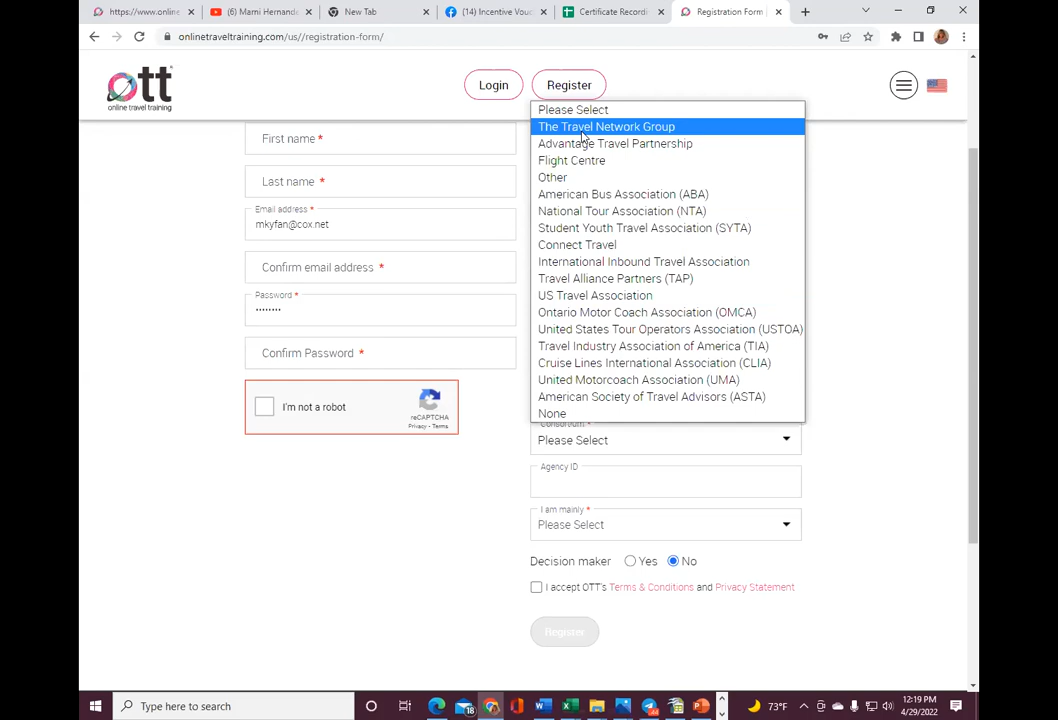 https://www.online
(6) Marni Hernande
New Tab
(14) Incentive Vou
Certificate Recordi
Registration Form |
onlinetraveltraining.com/us//registration-form/
ott
online travel training
Login
Register
First name *
Last name *
Email address *
mkyfan@cox.net
Confirm email address *
Password *
••••••••
Confirm Password *
I'm not a robot
reCAPTCHA
Privacy - Terms
Please Select
The Travel Network Group
Advantage Travel Partnership
Flight Centre
Other
American Bus Association (ABA)
National Tour Association (NTA)
Student Youth Travel Association (SYTA)
Connect Travel
International Inbound Travel Association
Travel Alliance Partners (TAP)
US Travel Association
Ontario Motor Coach Association (OMCA)
United States Tour Operators Association (USTOA)
Travel Industry Association of America (TIA)
Cruise Lines International Association (CLIA)
United Motorcoach Association (UMA)
American Society of Travel Advisors (ASTA)
None
Consortium *
Please Select
Agency ID
I am mainly *
Please Select
Decision maker Yes No
I accept OTT's Terms & Conditions and Privacy Statement
Register
Type here to search
18
73°F
12:19 PM
4/29/2022